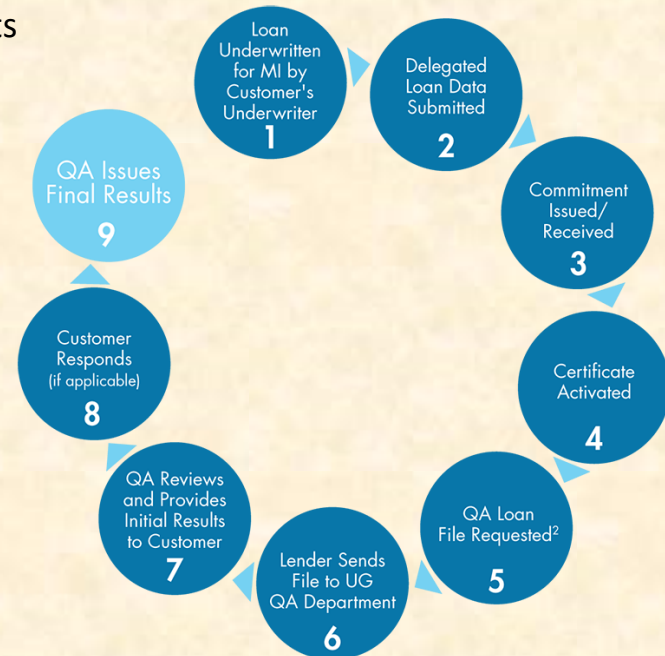 Loan
Underwritten
for MI by
Customer's
Underwriter
1
Delegated
Loan Data
Submitted
2
Commitment
Issued/
Received
3
Certificate
Activated
4
QA Loan
File Requested²
5
Lender Sends
File to UG
QA Department
6
QA Reviews
and Provides
Initial Results
to Customer
7
Customer
Responds
(if applicable)
8
QA Issues
Final Results
9